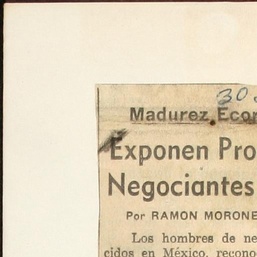 30
Madurez Econ
Exponen Pro
Negociantes
Por RAMON MORONE
Los hombres de ne
cidos en México, recono